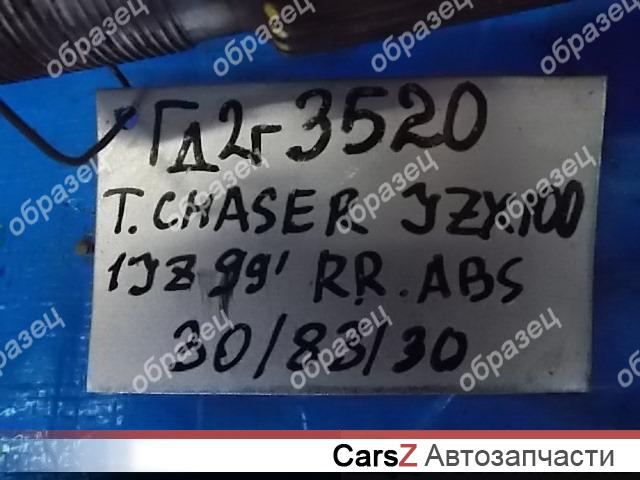 ГД2г3520
T. CHASER JZX100
1JZ 99' RR. ABS
30/83/30
CarsZ Автозапчасти
образец